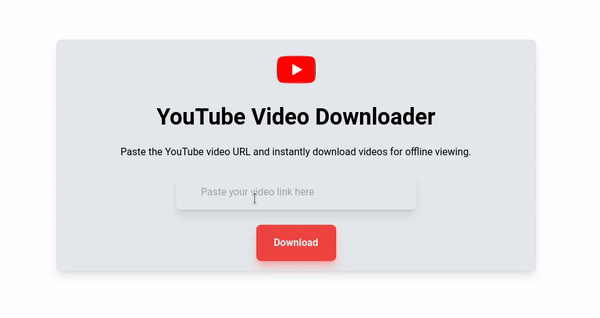 YouTube Video Downloader
Paste the YouTube video URL and instantly download videos for offline viewing.
Paste your video link here
Download